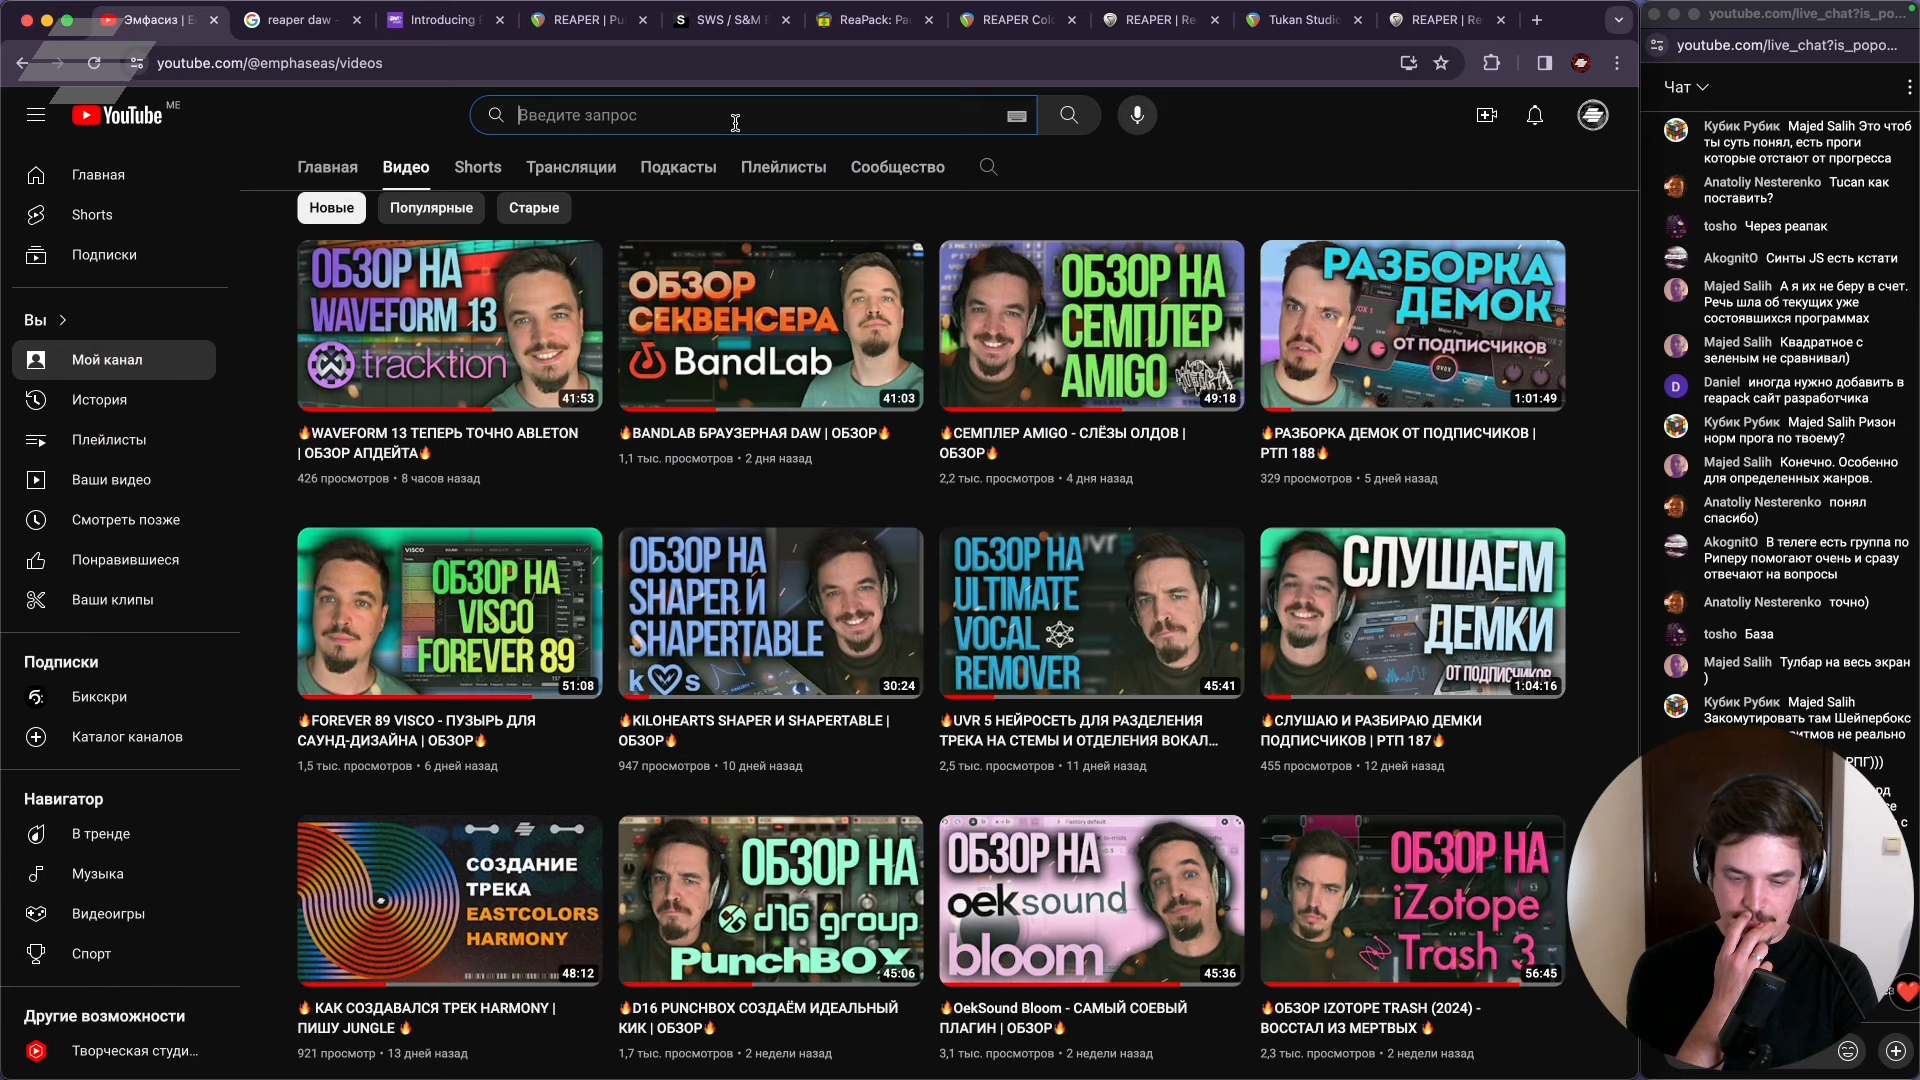 Эмфасиз | E
reaper daw -
Introducing
REAPER | Pu
SWS / S&M
ReaPack: Pa
REAPER Col
REAPER | Re
Tukan Studio
REAPER | Re
youtube.com/live_chat?is_po...
youtube.com/@emphaseas/videos
youtube.com/live_chat?is_popo...
YouTube ME
Введите запрос
Чат
Главная
Видео
Shorts
Трансляции
Подкасты
Плейлисты
Сообщество
Новые
Популярные
Старые
Главная
Shorts
Подписки
Вы
Мой канал
История
Плейлисты
Ваши видео
Смотреть позже
Понравившиеся
Ваши клипы
Подписки
Бикскри
Каталог каналов
Навигатор
В тренде
Музыка
Видеоигры
Спорт
Другие возможности
Творческая студи...
ОБЗОР НА
WAVEFORM 13
tracktion
41:53
🔥WAVEFORM 13 ТЕПЕРЬ ТОЧНО ABLETON
| ОБЗОР АПДЕЙТА🔥
426 просмотров • 8 часов назад
ОБЗОР
СЕКВЕНСЕРА
BandLab
41:03
🔥BANDLAB БРАУЗЕРНАЯ DAW | ОБЗОР🔥
1,1 тыс. просмотров • 2 дня назад
ОБЗОР НА
СЕМПЛЕР
AMIGO
49:18
🔥СЕМПЛЕР AMIGO - СЛЁЗЫ ОЛДОВ |
ОБЗОР🔥
2,2 тыс. просмотров • 4 дня назад
РАЗБОРКА
ДЕМОК
ОТ ПОДПИСЧИКОВ
1:01:49
🔥РАЗБОРКА ДЕМОК ОТ ПОДПИСЧИКОВ |
РТП 188🔥
329 просмотров • 5 дней назад
VISCO
ОБЗОР НА
VISCO
FOREVER 89
51:08
🔥FOREVER 89 VISCO - ПУЗЫРЬ ДЛЯ
САУНД-ДИЗАЙНА | ОБЗОР🔥
1,5 тыс. просмотров • 6 дней назад
ОБЗОР НА
SHAPER И
SHAPERTABLE
30:24
🔥KILOHEARTS SHAPER И SHAPERTABLE |
ОБЗОР🔥
947 просмотров • 10 дней назад
ОБЗОР НА
ULTIMATE
VOCAL
REMOVER
45:41
🔥UVR 5 НЕЙРОСЕТЬ ДЛЯ РАЗДЕЛЕНИЯ
ТРЕКА НА СТЕМЫ И ОТДЕЛЕНИЯ ВОКАЛ...
2,5 тыс. просмотров • 11 дней назад
СЛУШАЕМ
ДЕМКИ
ОТ ПОДПИСЧИКОВ
1:04:16
🔥СЛУШАЮ И РАЗБИРАЮ ДЕМКИ
ПОДПИСЧИКОВ | РТП 187🔥
455 просмотров • 12 дней назад
СОЗДАНИЕ
ТРЕКА
EASTCOLORS
HARMONY
48:12
🔥 КАК СОЗДАВАЛСЯ ТРЕК HARMONY |
ПИШУ JUNGLE 🔥
921 просмотр • 13 дней назад
ОБЗОР НА
d16 group
PUNCHBOX
45:06
🔥D16 PUNCHBOX СОЗДАЁМ ИДЕАЛЬНЫЙ
КИК | ОБЗОР🔥
1,7 тыс. просмотров • 2 недели назад
ОБЗОР НА
oeksound
bloom
45:36
🔥OekSound Bloom - САМЫЙ СОЕВЫЙ
ПЛАГИН | ОБЗОР🔥
3,1 тыс. просмотров • 2 недели назад
ОБЗОР НА
iZotope
Trash 3
56:45
🔥ОБЗОР IZOTOPE TRASH (2024) -
ВОССТАЛ ИЗ МЕРТВЫХ 🔥
2,3 тыс. просмотров • 2 недели назад
Кубик Рубик Majed Salih Это чтоб
ты суть понял, есть проги
которые отстают от прогресса
Anatoliy Nesterenko Tucan как
поставить?
tosho Через реапак
AkognitO Синты JS есть кстати
Majed Salih А я их не беру в счет.
Речь шла об текущих уже
состоявшихся программах
Majed Salih Квадратное с
зеленым не сравнивал)
Daniel иногда нужно добавить в
reapack сайт разработчика
Кубик Рубик Majed Salih Ризон
норм прога по твоему?
Majed Salih Конечно. Особенно
для определенных жанров.
Anatoliy Nesterenko понял
спасибо)
AkognitO В телеге есть группа по
Риперу помогают очень и сразу
отвечают на вопросы
Anatoliy Nesterenko точно)
tosho База
Majed Salih Тулбар на весь экран
)
Кубик Рубик Majed Salih
Закомутировать там Шейпербокс
итмов не реально
РПГ)))